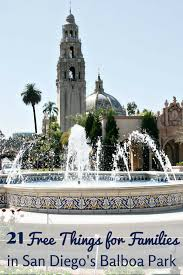 21 Free Things for Families
in San Diego's Balboa Park